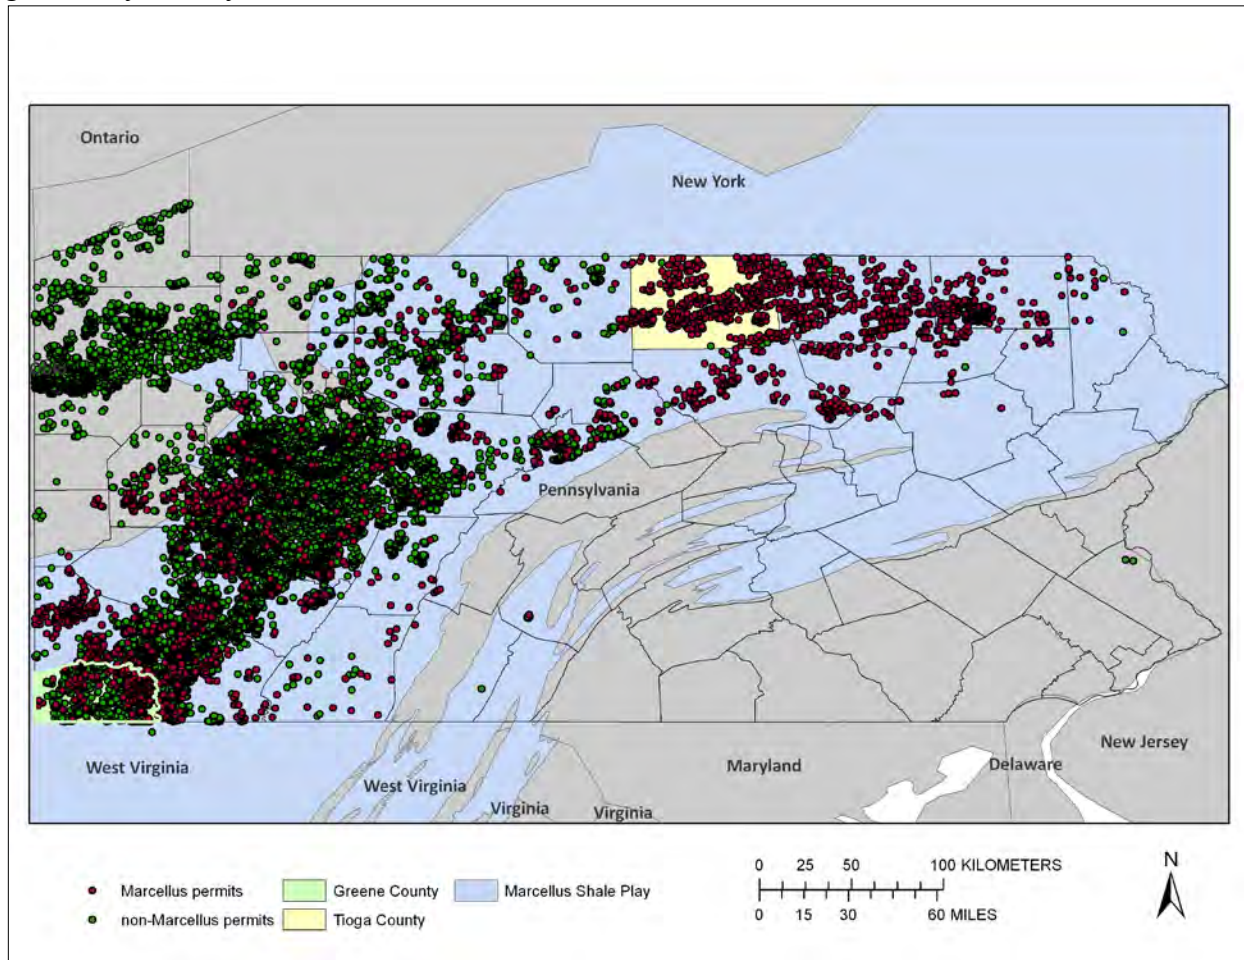 Ontario
New York
Pennsylvania
West Virginia
West Virginia
Virginia
Virginia
Maryland
Delaware
New Jersey
Marcellus permits
non-Marcellus permits
Greene County
Tioga County
Marcellus Shale Play
0 25 50 100 KILOMETERS
0 15 30 60 MILES
N